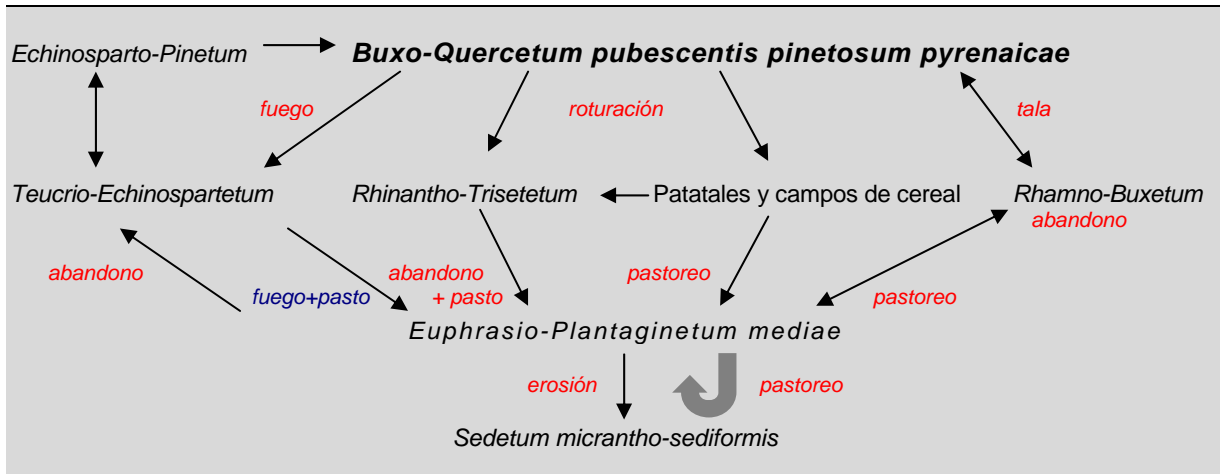 Echinosparto-Pinetum
Buxo-Quercetum pubescentis pinetosum pyrenaicae
fuego
roturación
tala
Teucrio-Echinospartetum
Rhinantho-Trisetetum
Patatales y campos de cereal
Rhamno-Buxetum
abandono
abandono
fuego+pasto
abandono
+ pasto
pastoreo
pastoreo
Euphrasio-Plantaginetum mediae
erosión
pastoreo
Sedetum micrantho-sediformis